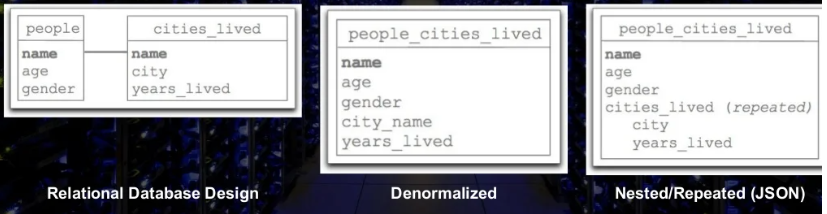 people
name
age
gender
cities_lived
name
city
years_lived
Relational Database Design
people_cities_lived
name
age
gender
city_name
years_lived
Denormalized
people_cities_lived
name
age
gender
cities_lived (repeated)
city
years_lived
Nested/Repeated (JSON)